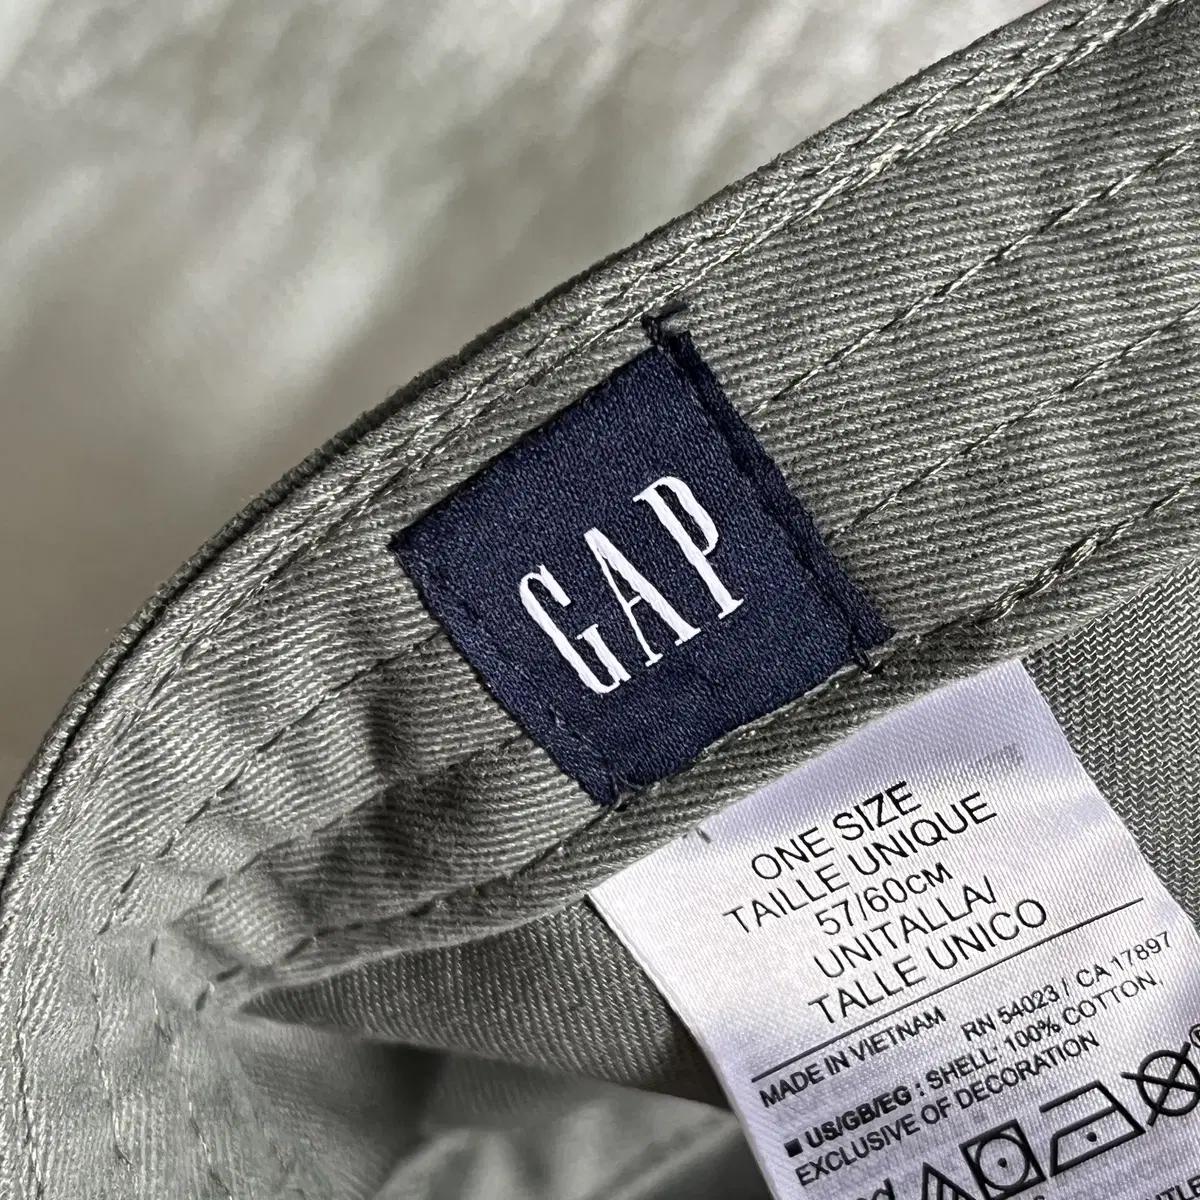 GAP
ONE SIZE
TAILLE UNIQUE
57/60CM
UNITALLA/
TALLE UNICO
MADE IN VIETNAM RN 54023 / CA 17897
■ US/GB/EG : SHELL: 100% COTTON,
EXCLUSIVE OF DECORATION